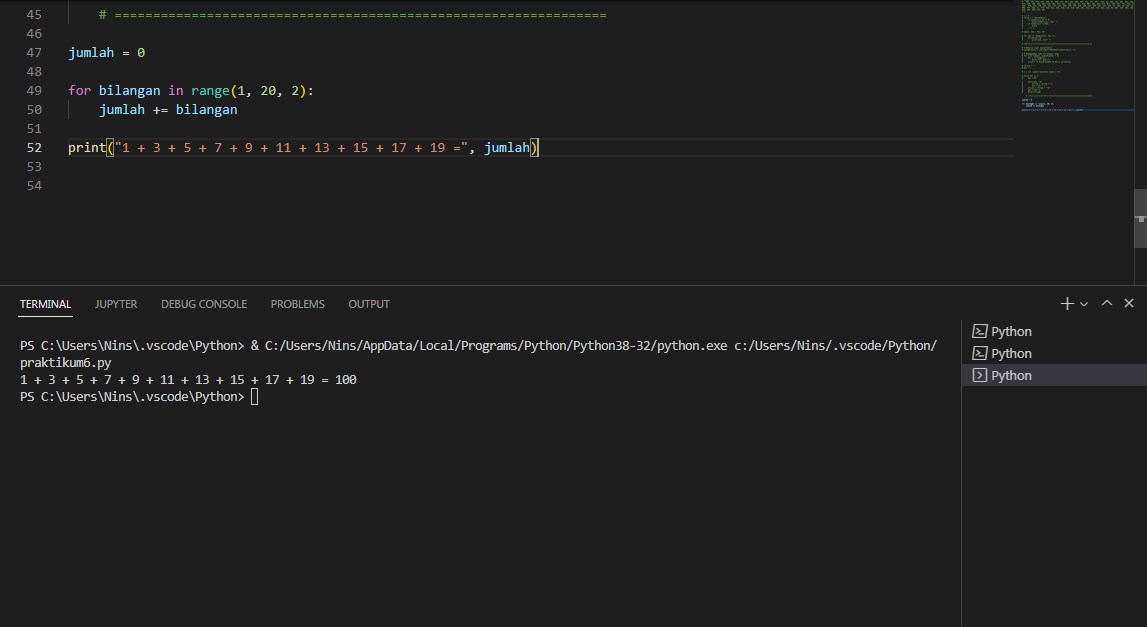 45 # ================================================================
46
47 jumlah = 0
48
49 for bilangan in range(1, 20, 2):
50 jumlah += bilangan
51
52 print("1 + 3 + 5 + 7 + 9 + 11 + 13 + 15 + 17 + 19 =", jumlah)
53
54
TERMINAL JUPYTER DEBUG CONSOLE PROBLEMS OUTPUT
PS C:\Users\Nins\.vscode\Python> & C:/Users/Nins/AppData/Local/Programs/Python/Python38-32/python.exe c:/Users/Nins/.vscode/Python/
praktikum6.py
1 + 3 + 5 + 7 + 9 + 11 + 13 + 15 + 17 + 19 = 100
PS C:\Users\Nins\.vscode\Python>
Python
Python
Python